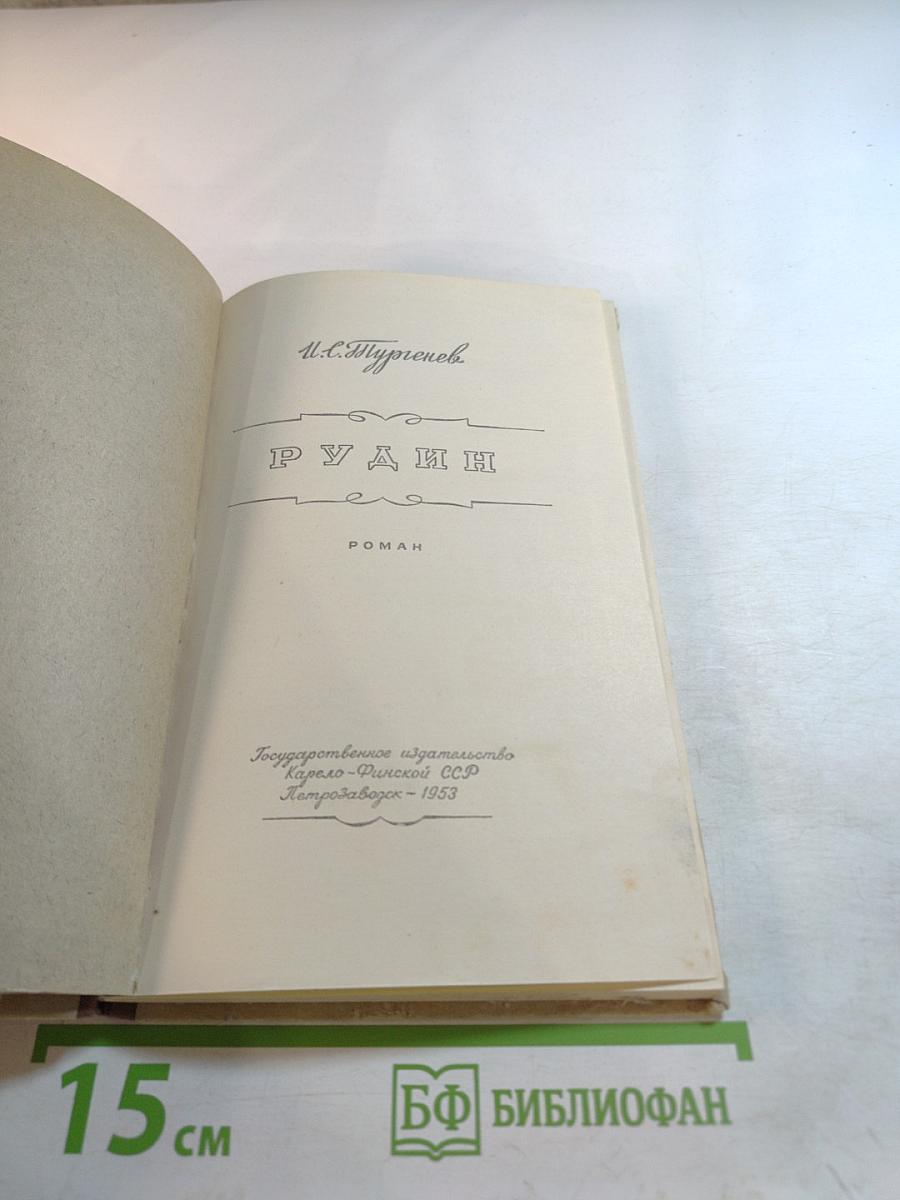 И.С.Тургенев
РУДИН
РОМАН
Государственное издательство
Карело-Финской ССР
Петрозаводск - 1953
15 см
БФ БИБЛИОФАН